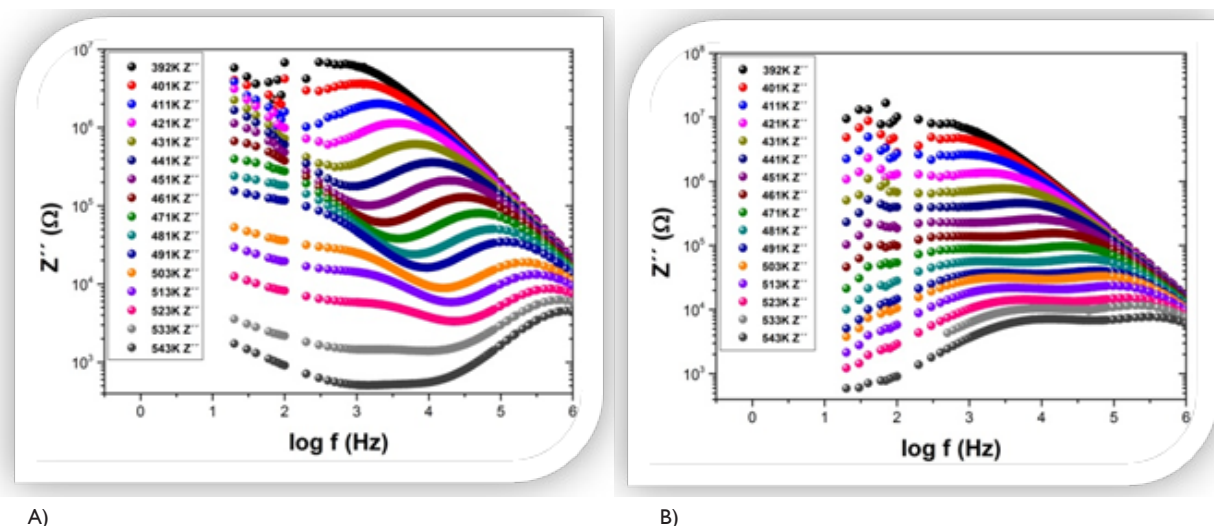 10⁷
10⁶
10⁵
10⁴
10³
Z´´ (Ω)
392K Z´´
401K Z´´
411K Z´´
421K Z´´
431K Z´´
441K Z´´
451K Z´´
461K Z´´
471K Z´´
481K Z´´
491K Z´´
503K Z´´
513K Z´´
523K Z´´
533K Z´´
543K Z´´
0 1 2 3 4 5 6
log f (Hz)
A)
10⁸
10⁷
10⁶
10⁵
10⁴
10³
Z´´ (Ω)
392K Z´´
401K Z´´
411K Z´´
421K Z´´
431K Z´´
441K Z´´
451K Z´´
461K Z´´
471K Z´´
481K Z´´
491K Z´´
503K Z´´
513K Z´´
523K Z´´
533K Z´´
543K Z´´
0 1 2 3 4 5 6
log f (Hz)
B)